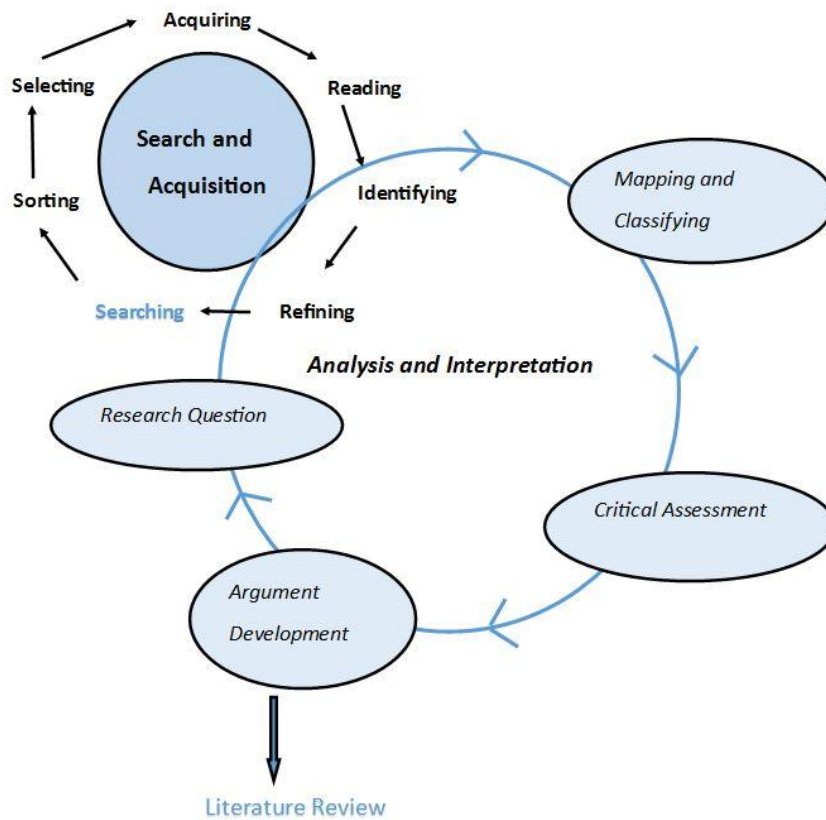 Acquiring
Selecting
Reading
Search and
Acquisition
Sorting
Identifying
Mapping and
Classifying
Searching
Refining
Analysis and Interpretation
Research Question
Critical Assessment
Argument
Development
Literature Review